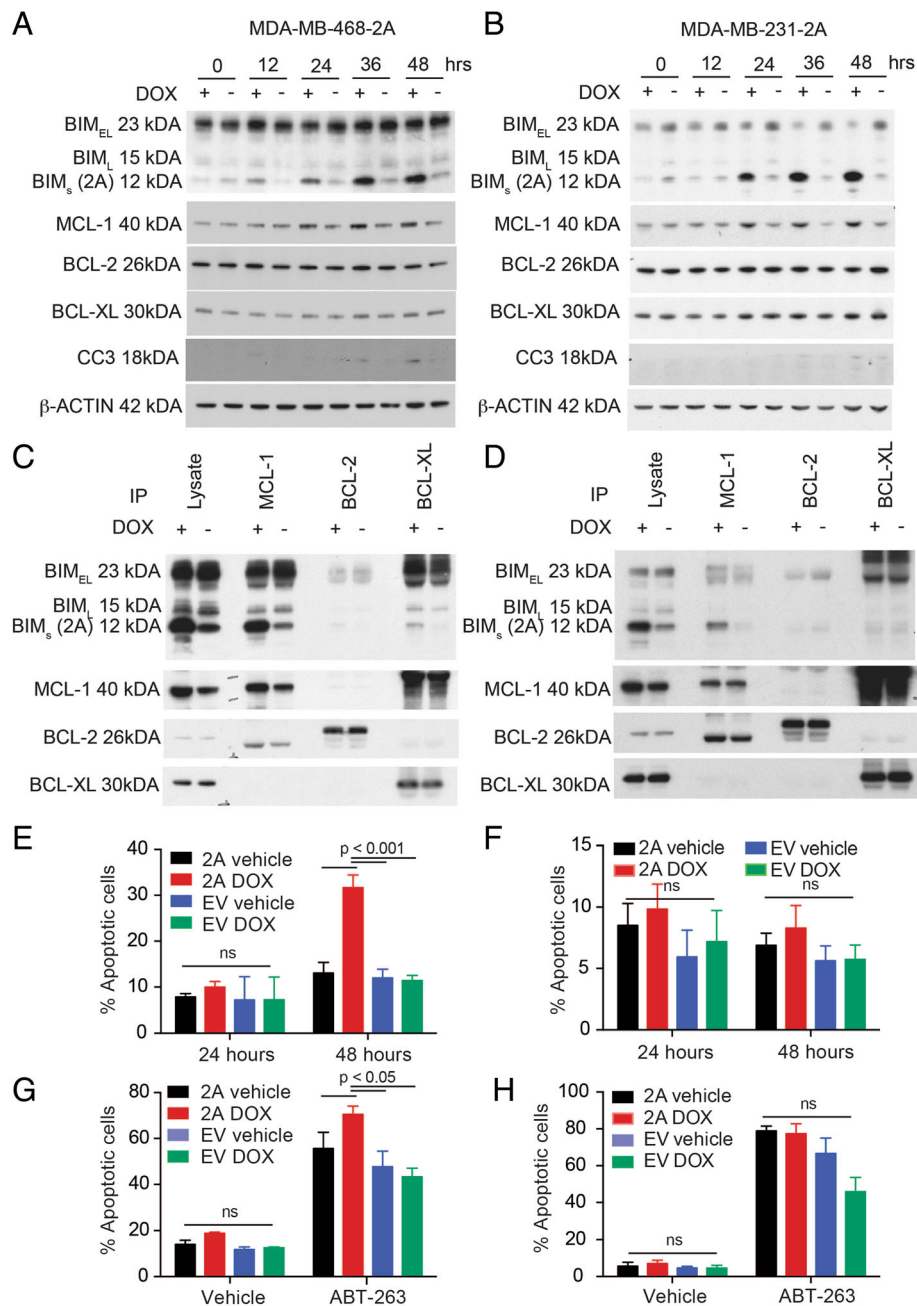 A
MDA-MB-468-2A
0 12 24 36 48 hrs
DOX + - + - + - + - + -
BIMEL 23 kDA
BIML 15 kDA
BIMs (2A) 12 kDA
MCL-1 40 kDA
BCL-2 26kDA
BCL-XL 30kDA
CC3 18kDA
β-ACTIN 42 kDA
B
MDA-MB-231-2A
0 12 24 36 48 hrs
DOX + - + - + - + - + -
BIMEL 23 kDA
BIML 15 kDA
BIMs (2A) 12 kDA
MCL-1 40 kDA
BCL-2 26kDA
BCL-XL 30kDA
CC3 18kDA
β-ACTIN 42 kDA
C
IP Lysate MCL-1 BCL-2 BCL-XL
DOX + - + - + - + -
BIMEL 23 kDA
BIML 15 kDA
BIMs (2A) 12 kDA
MCL-1 40 kDA
BCL-2 26kDA
BCL-XL 30kDA
D
IP Lysate MCL-1 BCL-2 BCL-XL
DOX + - + - + - + -
BIMEL 23 kDA
BIML 15 kDA
BIMs (2A) 12 kDA
MCL-1 40 kDA
BCL-2 26kDA
BCL-XL 30kDA
E
% Apoptotic cells
40
30
20
10
0
2A vehicle
2A DOX
EV vehicle
EV DOX
ns
p < 0.001
24 hours 48 hours
F
% Apoptotic cells
15
10
5
0
2A vehicle EV vehicle
2A DOX EV DOX
ns ns
24 hours 48 hours
G
% Apoptotic cells
80
60
40
20
0
2A vehicle
2A DOX
EV vehicle
EV DOX
ns
p < 0.05
Vehicle ABT-263
H
% Apoptotic cells
100
80
60
40
20
0
2A vehicle
2A DOX
EV vehicle
EV DOX
ns
ns
Vehicle ABT-263